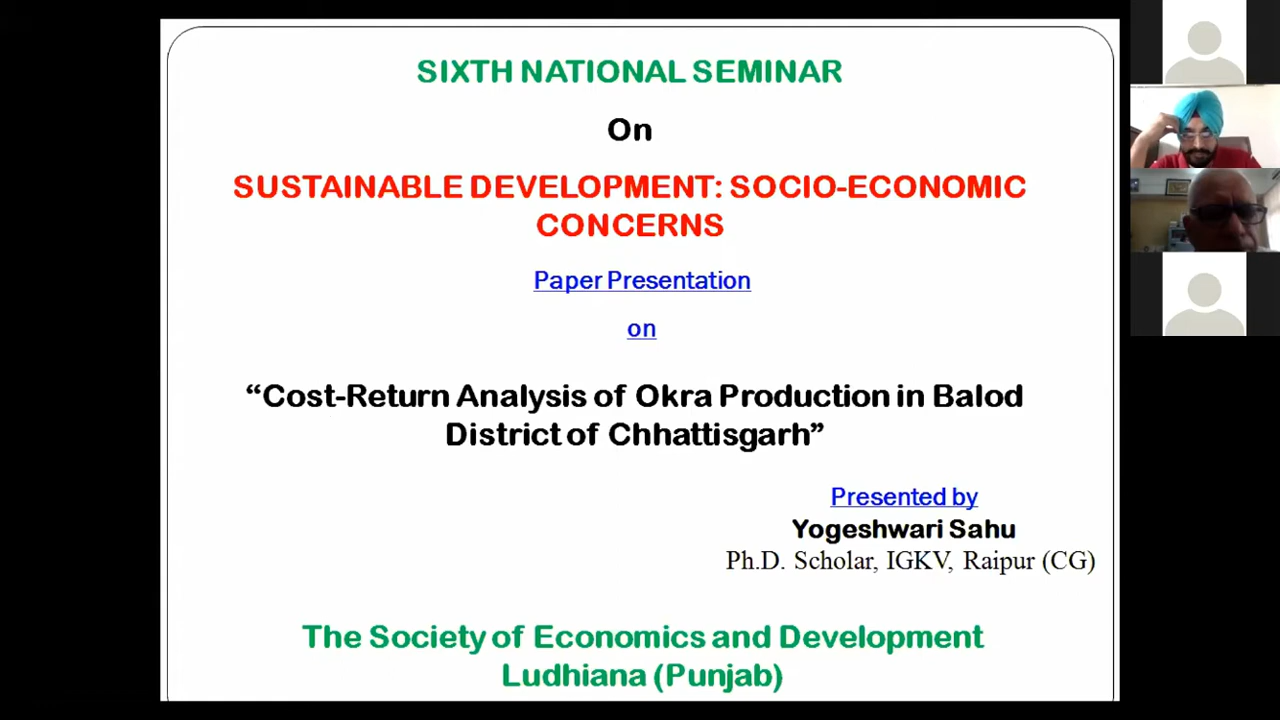 SIXTH NATIONAL SEMINAR
On
SUSTAINABLE DEVELOPMENT: SOCIO-ECONOMIC
CONCERNS
Paper Presentation
on
“Cost-Return Analysis of Okra Production in Balod
District of Chhattisgarh”
Presented by
Yogeshwari Sahu
Ph.D. Scholar, IGKV, Raipur (CG)
The Society of Economics and Development
Ludhiana (Punjab)